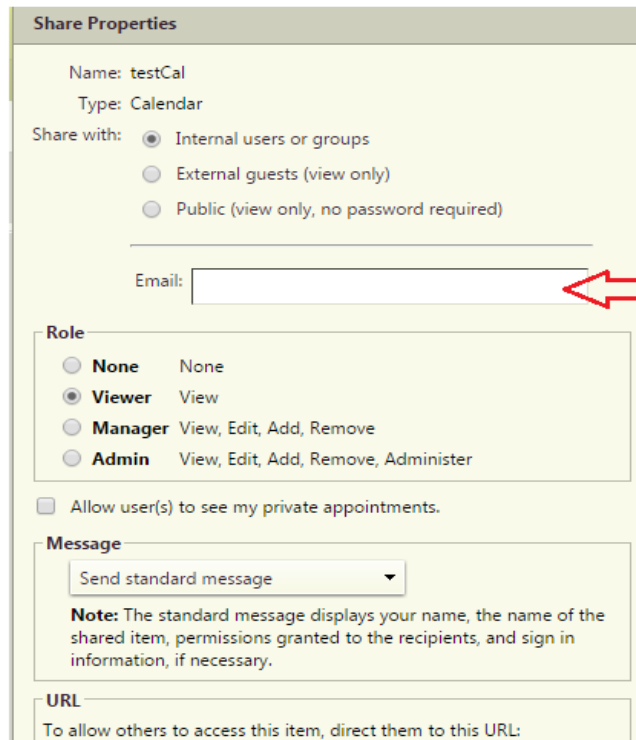 Share Properties
Name: testCal
Type: Calendar
Share with: Internal users or groups
External guests (view only)
Public (view only, no password required)
Email:
Role
None None
Viewer View
Manager View, Edit, Add, Remove
Admin View, Edit, Add, Remove, Administer
Allow user(s) to see my private appointments.
Message
Send standard message
Note: The standard message displays your name, the name of the
shared item, permissions granted to the recipients, and sign in
information, if necessary.
URL
To allow others to access this item, direct them to this URL: